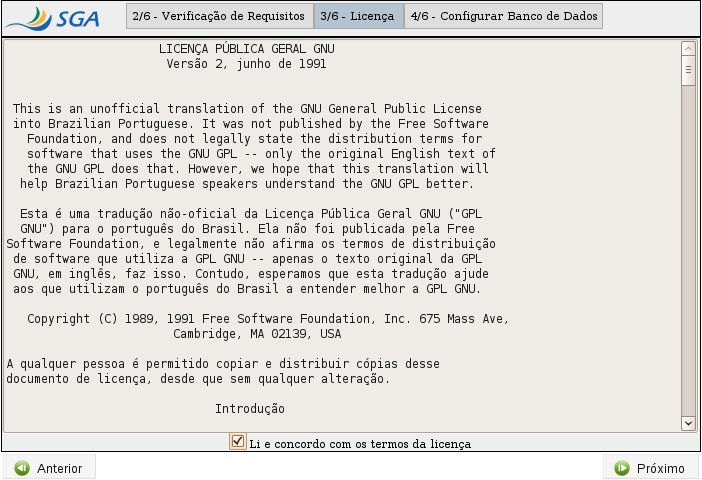 SGA
2/6 - Verificação de Requisitos
3/6 - Licença
4/6 - Configurar Banco de Dados
LICENÇA PÚBLICA GERAL GNU
Versão 2, junho de 1991
This is an unofficial translation of the GNU General Public License
into Brazilian Portuguese. It was not published by the Free Software
Foundation, and does not legally state the distribution terms for
software that uses the GNU GPL -- only the original English text of
the GNU GPL does that. However, we hope that this translation will
help Brazilian Portuguese speakers understand the GNU GPL better.
Esta é uma tradução não-oficial da Licença Pública Geral GNU ("GPL
GNU") para o português do Brasil. Ela não foi publicada pela Free
Software Foundation, e legalmente não afirma os termos de distribuição
de software que utiliza a GPL GNU -- apenas o texto original da GPL
GNU, em inglês, faz isso. Contudo, esperamos que esta tradução ajude
aos que utilizam o português do Brasil a entender melhor a GPL GNU.
Copyright (C) 1989, 1991 Free Software Foundation, Inc. 675 Mass Ave,
Cambridge, MA 02139, USA
A qualquer pessoa é permitido copiar e distribuir cópias desse
documento de licença, desde que sem qualquer alteração.
Introdução
Li e concordo com os termos da licença
Anterior
Próximo